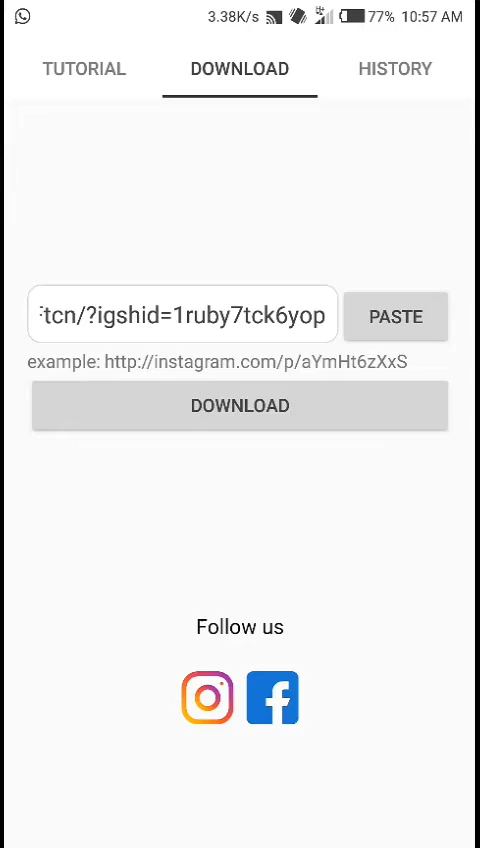 3.38K/s 77% 10:57 AM
TUTORIAL DOWNLOAD HISTORY
tcn/?igshid=1ruby7tck6yop PASTE
example: http://instagram.com/p/aYmHt6zXxS
DOWNLOAD
Follow us